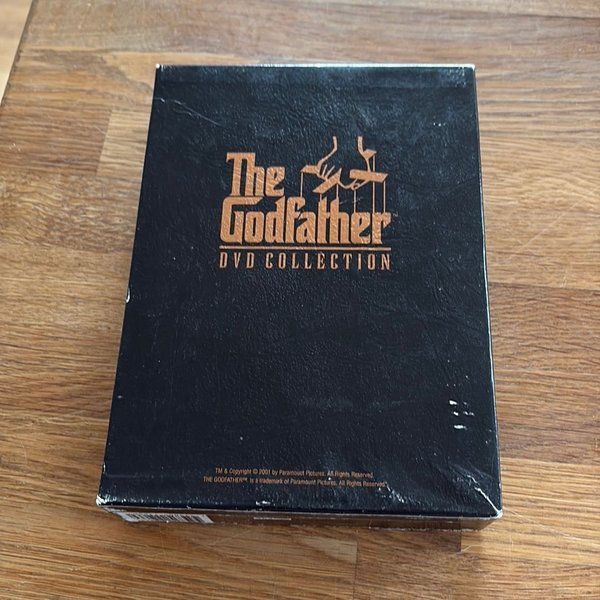 The
Godfather™
DVD COLLECTION
TM & Copyright © 2001 by Paramount Pictures. All Rights Reserved.
THE GODFATHER™ is a trademark of Paramount Pictures. All Rights Reserved.